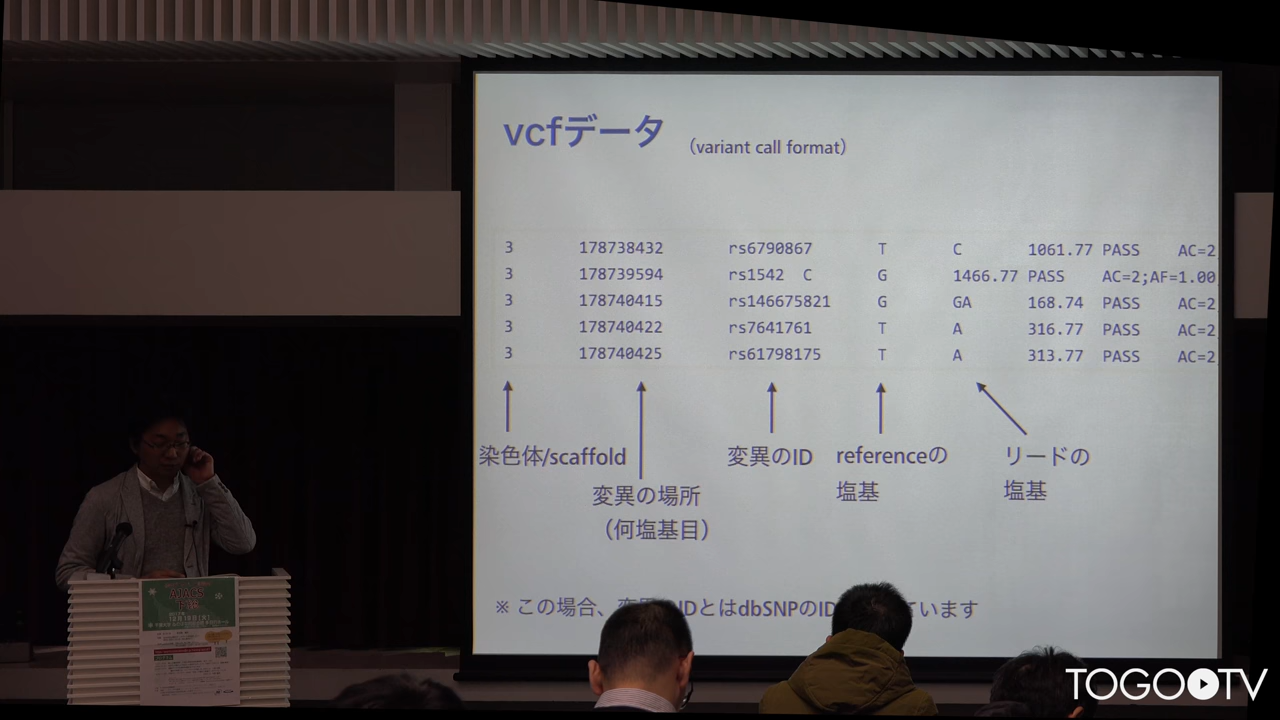 vcfデータ (variant call format)
3 178738432 rs6790867 T C 1061.77 PASS AC=2
3 178739594 rs1542 C G 1466.77 PASS AC=2;AF=1.00
3 178740415 rs146675821 G GA 168.74 PASS AC=2
3 178740422 rs7641761 T A 316.77 PASS AC=2
3 178740425 rs61798175 T A 313.77 PASS AC=2
染色体/scaffold
変異の場所
（何塩基目）
変異のID
referenceの
塩基
リードの
塩基
※ この場合、変異のIDとはdbSNPのID ています
AJACS
TOGOTV